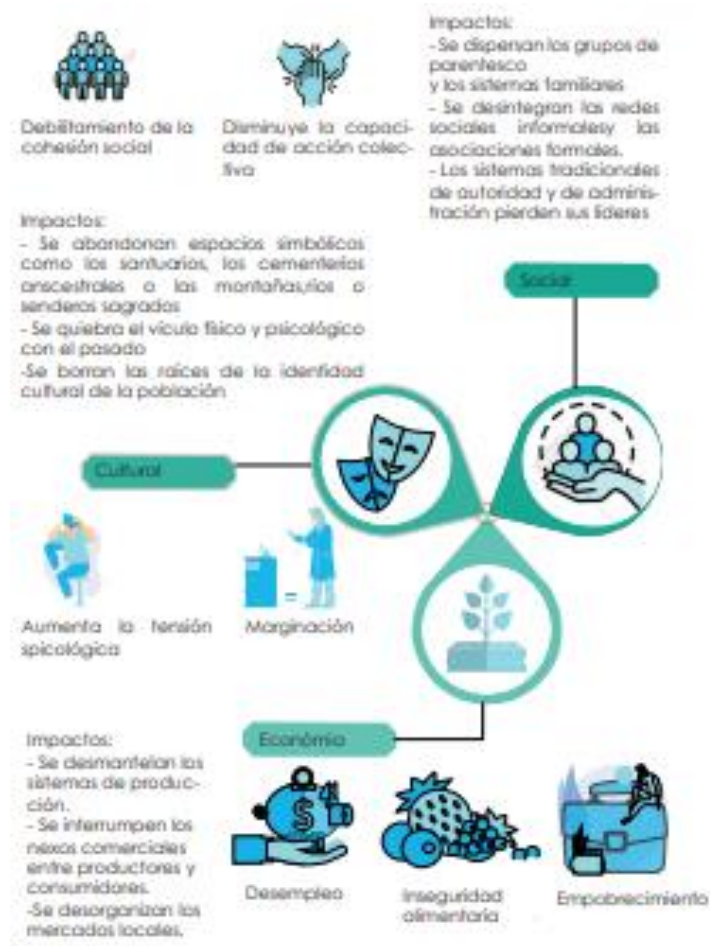 Debilitamiento de la
cohesión social
Disminuye la capaci-
dad de acción colec-
tiva
Impactos:
- Se dispersan los grupos de
parentesco
y los sistemas familiares
- Se desintegran las redes
sociales informalesy las
asociaciones formales.
- Los sistemas tradicionales
de autoridad y de adminis-
tración pierden sus líderes
Impactos:
- Se abandonan espacios simbólicos
como los santuarios, los cementerios
anscestrales o las montañas,ríos o
senderos sagrados
- Se quiebra el vículo físico y psicológico
con el pasado
-Se borran las raíces de la identidad
cultural de la población
Social
Cultural
Aumenta la tensión
spicológica
Marginación
Económia
Impactos:
- Se desmantelan los
sistemas de produc-
ción.
- Se interrumpen los
nexos comerciales
entre productores y
consumidores.
-Se desorganizan los
mercados locales.
$
Desempleo
Inseguridad
alimentaria
Empobrecimiento